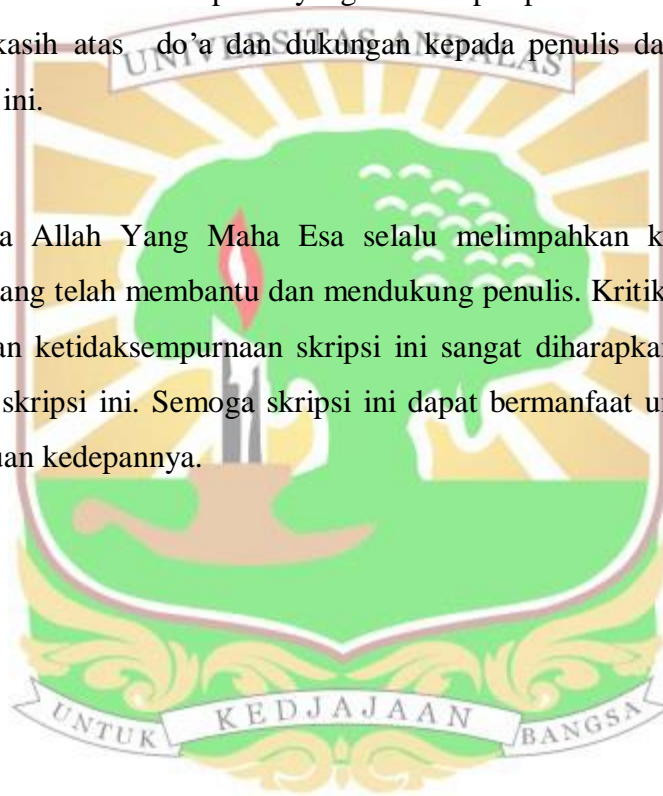 yang
kasih atas do'a dan dukungan kepada penulis da
UNIVERSITAS ANDALAS
ini.
a Allah Yang Maha Esa selalu melimpahkan k
ang telah membantu dan mendukung penulis. Kritik
an ketidaksempurnaan skripsi ini sangat diharapkan
skripsi ini. Semoga skripsi ini dapat bermanfaat u
uan kedepannya.
UNTUK KEDJAJAAN BANGSA